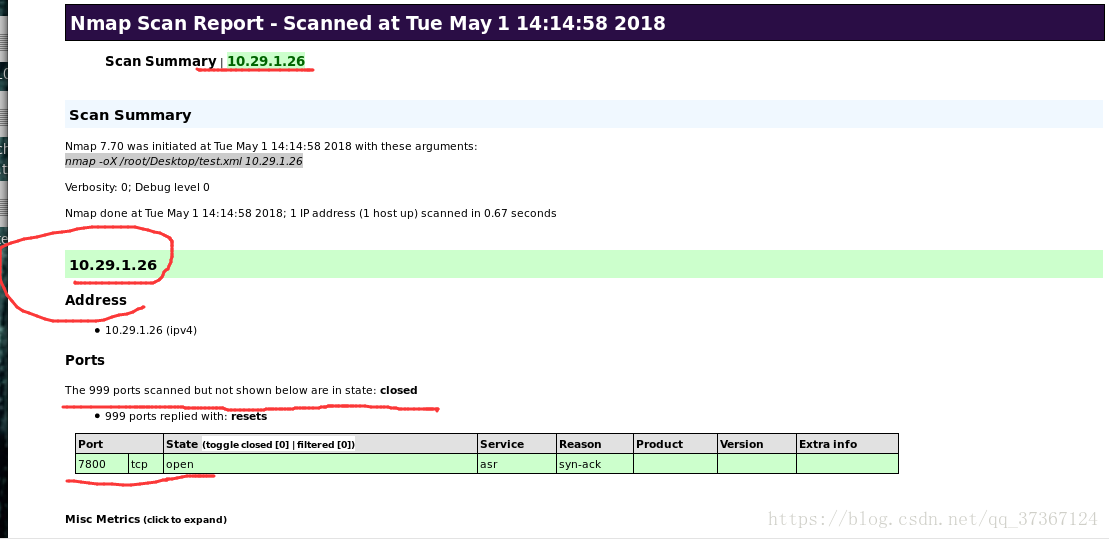 Nmap Scan Report - Scanned at Tue May 1 14:14:58 2018
Scan Summary | 10.29.1.26
Scan Summary
Nmap 7.70 was initiated at Tue May 1 14:14:58 2018 with these arguments:
nmap -oX /root/Desktop/test.xml 10.29.1.26
Verbosity: 0; Debug level 0
Nmap done at Tue May 1 14:14:58 2018; 1 IP address (1 host up) scanned in 0.67 seconds
10.29.1.26
Address
• 10.29.1.26 (ipv4)
Ports
The 999 ports scanned but not shown below are in state: closed
• 999 ports replied with: resets
Port State (toggle closed [0] | filtered [0]) Service Reason Product Version Extra info
7800 tcp open asr syn-ack
Misc Metrics (click to expand)
https://blog.csdn.net/qq_37367124